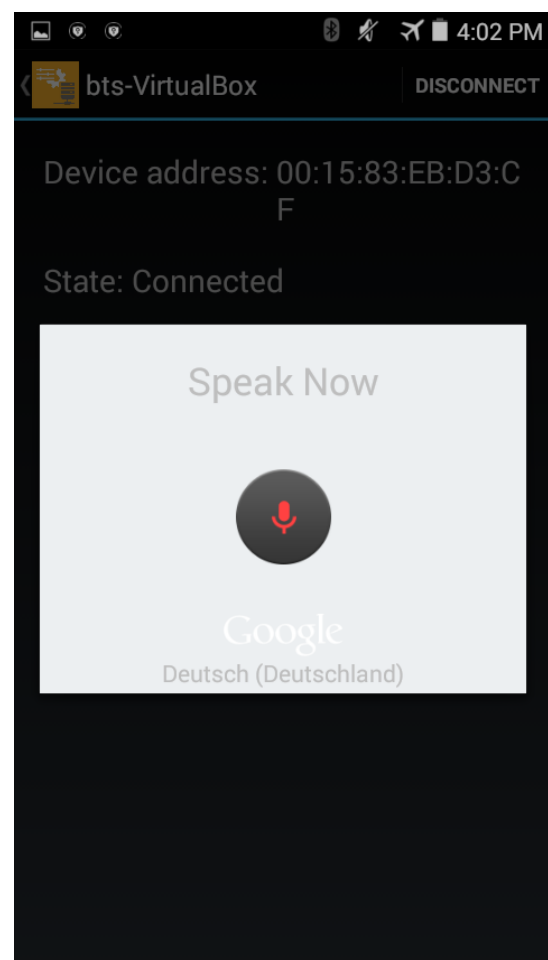 4:02 PM
bts-VirtualBox DISCONNECT
Device address: 00:15:83:EB:D3:C
F
State: Connected
Speak Now
Google
Deutsch (Deutschland)